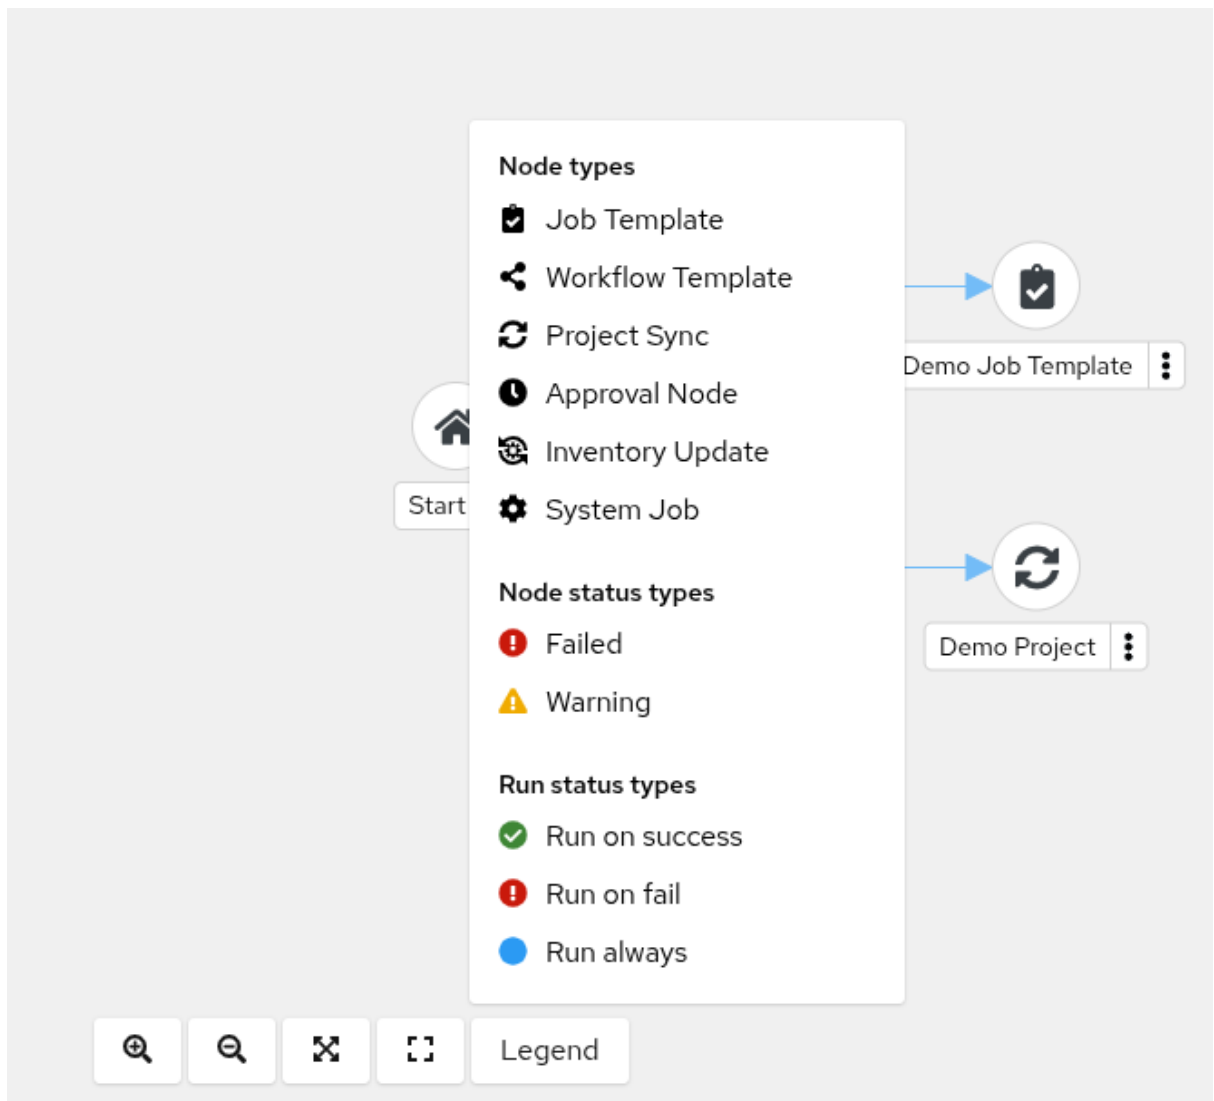 Node types
Job Template
Workflow Template
Project Sync
Approval Node
Inventory Update
System Job
Node status types
Failed
Warning
Run status types
Run on success
Run on fail
Run always
Start
Demo Job Template
Demo Project
Legend